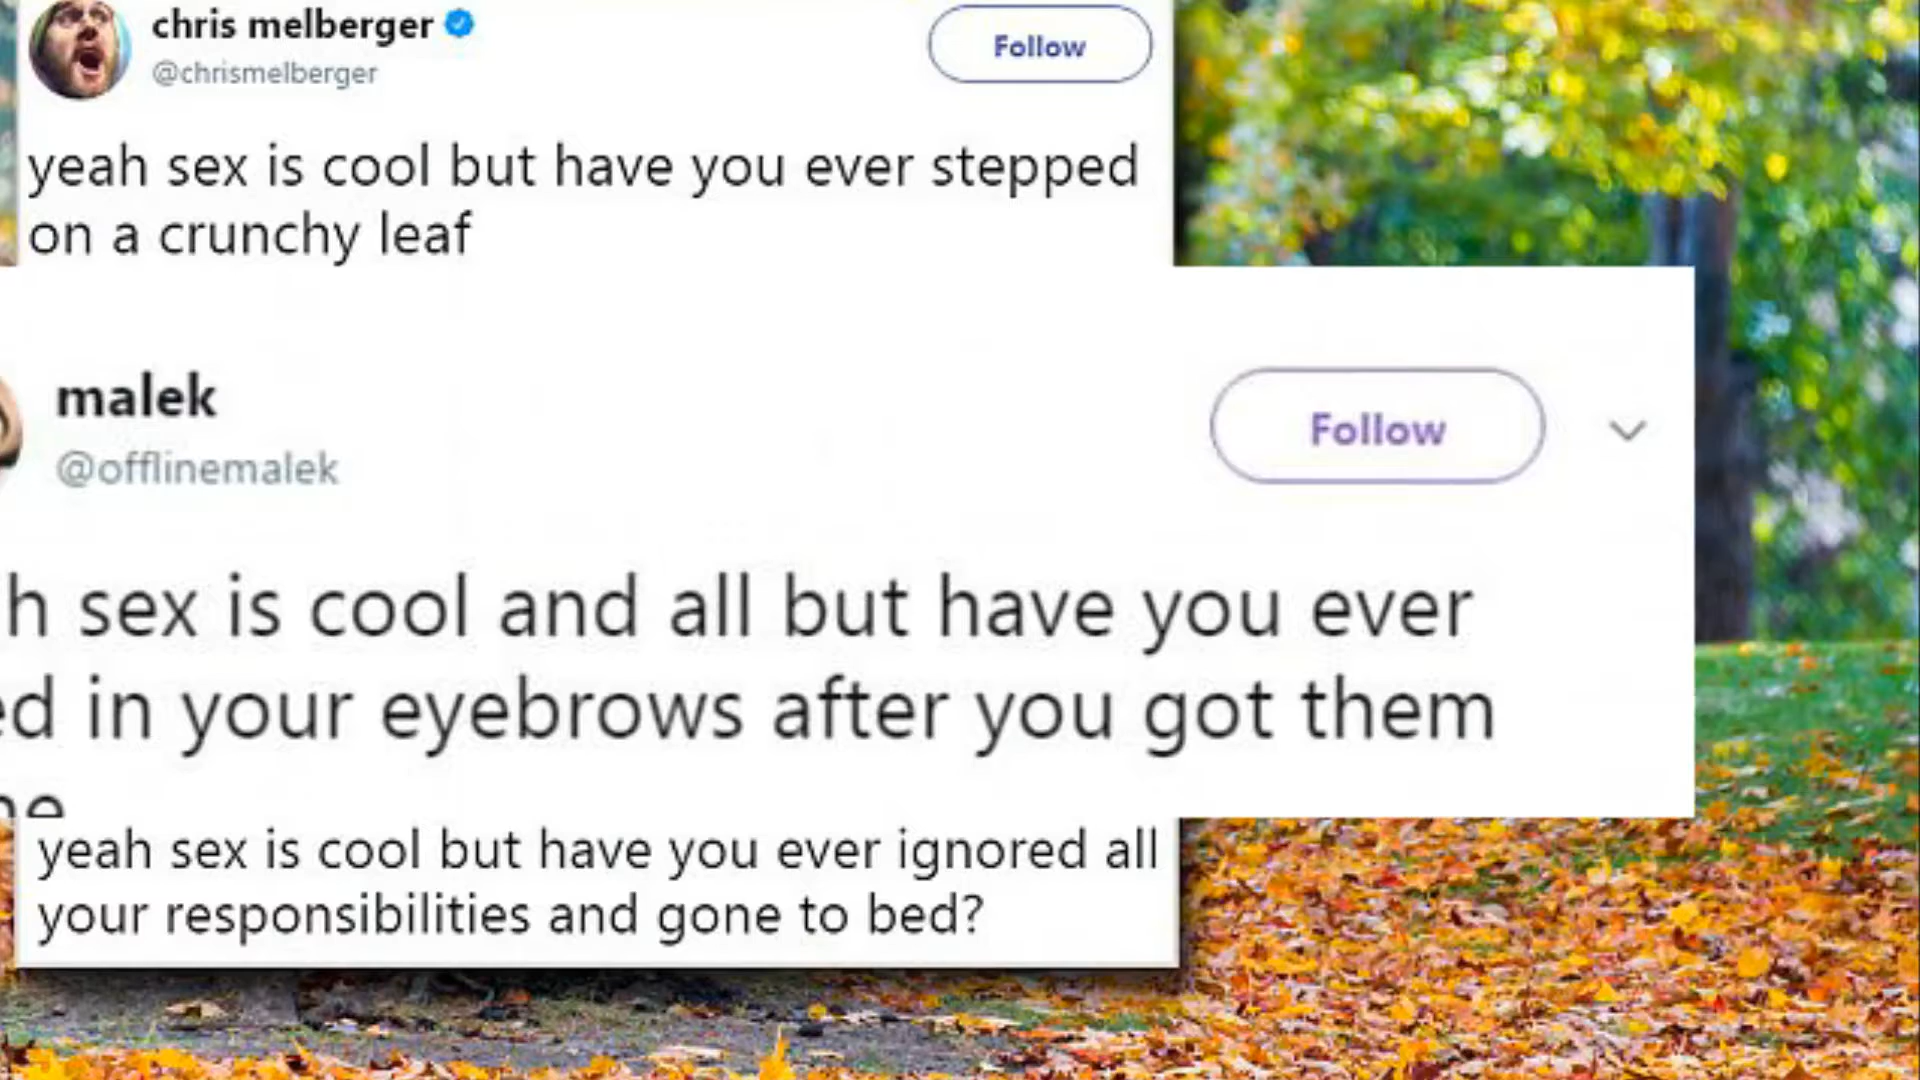 chris melberger
@chrismelberger
Follow
yeah sex is cool but have you ever stepped
on a crunchy leaf
malek
@offlinemalek
Follow
sex is cool and all but have you ever
in your eyebrows after you got them
yeah sex is cool but have you ever ignored all
your responsibilities and gone to bed?